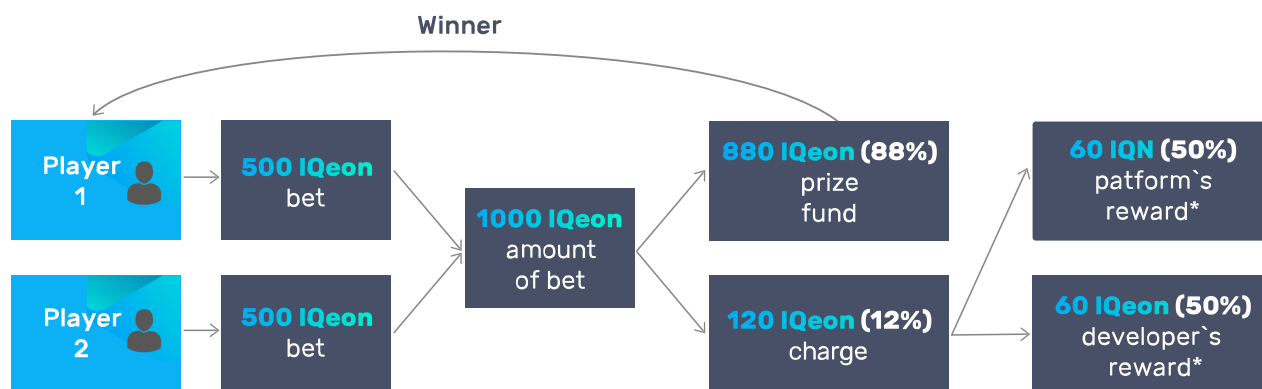 Winner
Player
1
500 IQeon
bet
Player
2
500 IQeon
bet
1000 IQeon
amount
of bet
880 IQeon (88%)
prize
fund
120 IQeon (12%)
charge
60 IQN (50%)
patform`s
reward*
60 IQeon (50%)
developer`s
reward*